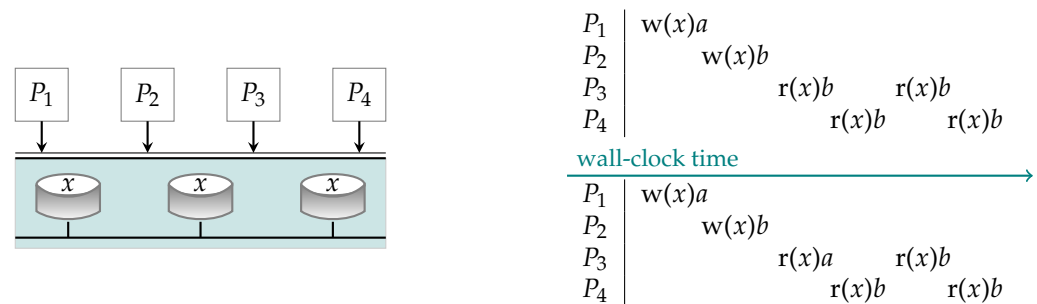 P1 P2 P3 P4
x x x
P1 w(x)a
P2 w(x)b
P3 r(x)b r(x)b
P4 r(x)b r(x)b
wall-clock time
P1 w(x)a
P2 w(x)b
P3 r(x)a r(x)b
P4 r(x)b r(x)b